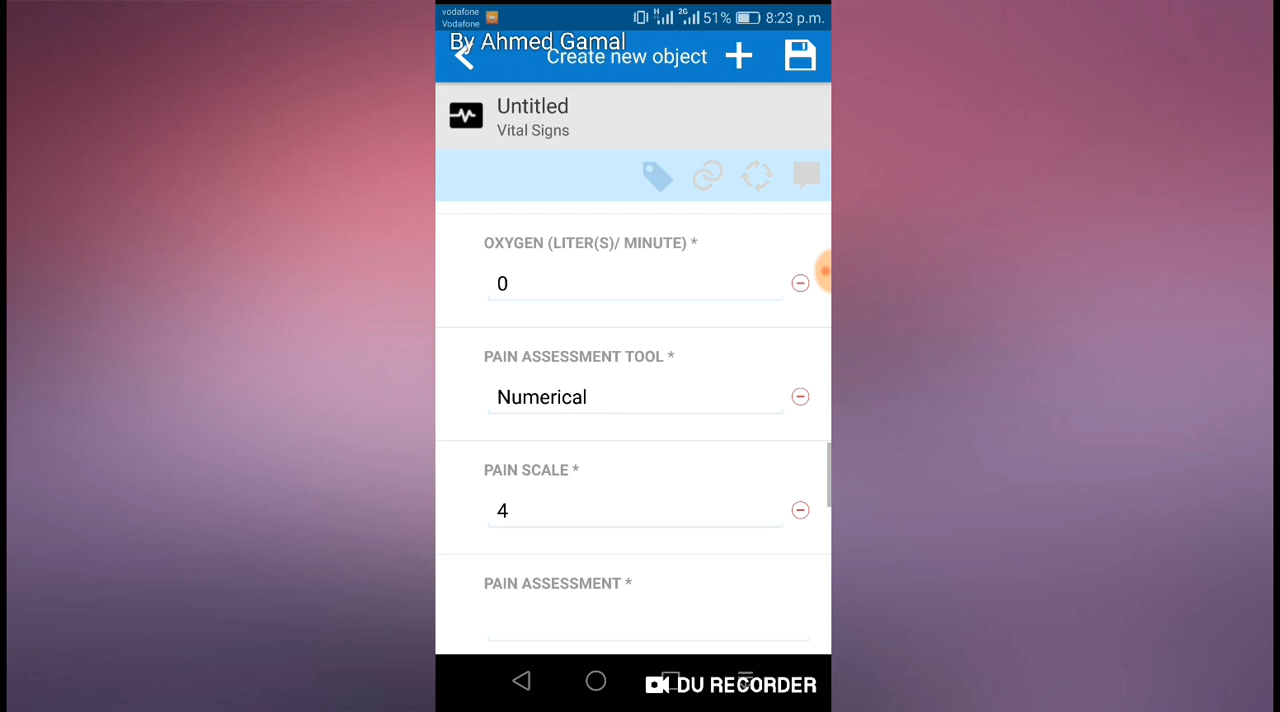 vodafone
Vodafone
H 2G 51% 8:23 p.m.
By Ahmed Gamal
Create new object
Untitled
Vital Signs
OXYGEN (LITER(S)/ MINUTE) *
0
PAIN ASSESSMENT TOOL *
Numerical
PAIN SCALE *
4
PAIN ASSESSMENT *
DU RECORDER